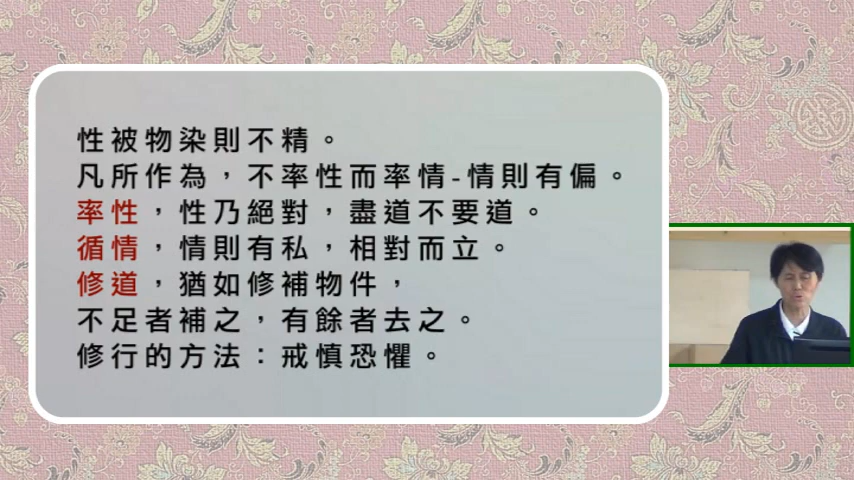 性被物染則不精。
凡所作為，不率性而率情-情則有偏。
率性，性乃絕對，盡道不要道。
循情，情則有私，相對而立。
修道，猶如修補物件，
不足者補之，有餘者去之。
修行的方法：戒慎恐懼。